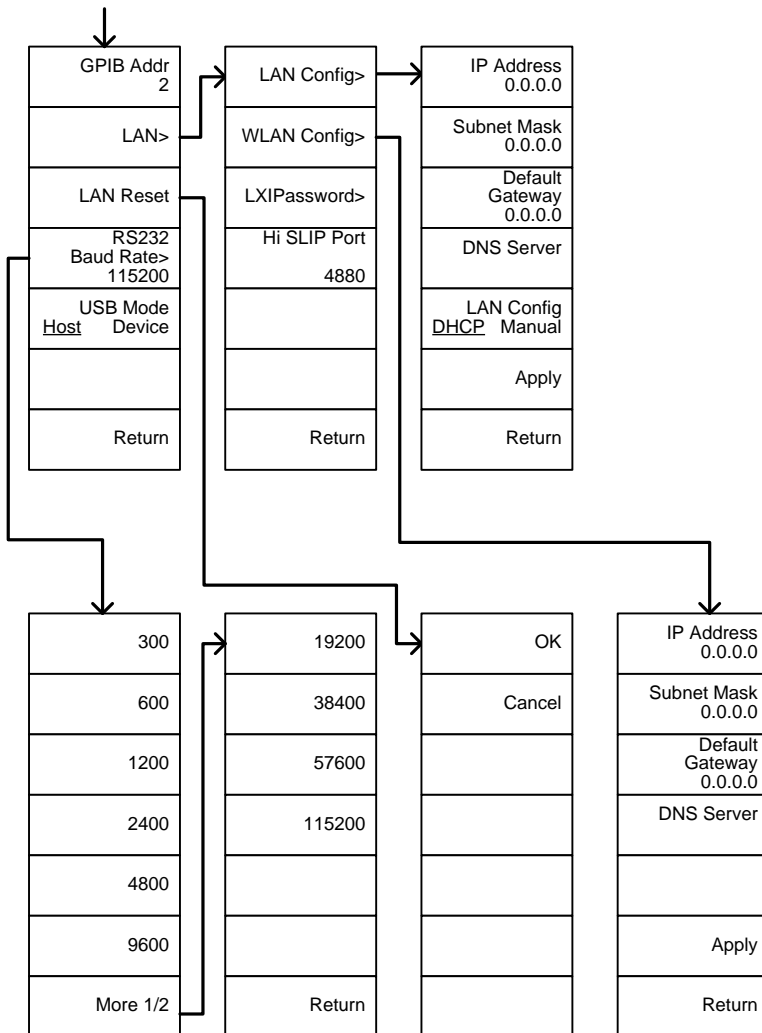 GPIB Addr
2
LAN>
LAN Reset
RS232
Baud Rate>
115200
USB Mode
Host Device
Return
LAN Config>
WLAN Config>
LXIPassword>
Hi SLIP Port
4880
Return
IP Address
0.0.0.0
Subnet Mask
0.0.0.0
Default
Gateway
0.0.0.0
DNS Server
LAN Config
DHCP Manual
Apply
Return
300
600
1200
2400
4800
9600
More 1/2
19200
38400
57600
115200
Return
OK
Cancel
IP Address
0.0.0.0
Subnet Mask
0.0.0.0
Default
Gateway
0.0.0.0
DNS Server
Apply
Return